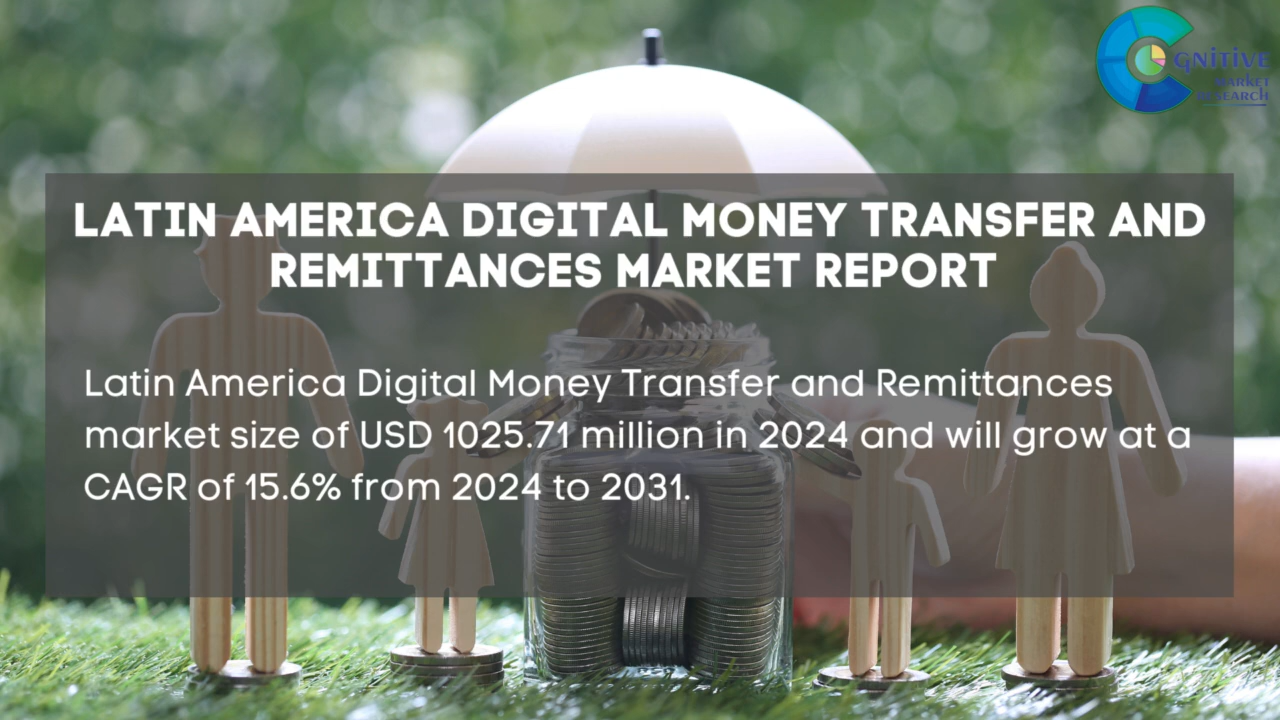 GNITIVE
MARKET
RESEARCH
LATIN AMERICA DIGITAL MONEY TRANSFER AND
REMITTANCES MARKET REPORT
Latin America Digital Money Transfer and Remittances
market size of USD 1025.71 million in 2024 and will grow at a
CAGR of 15.6% from 2024 to 2031.